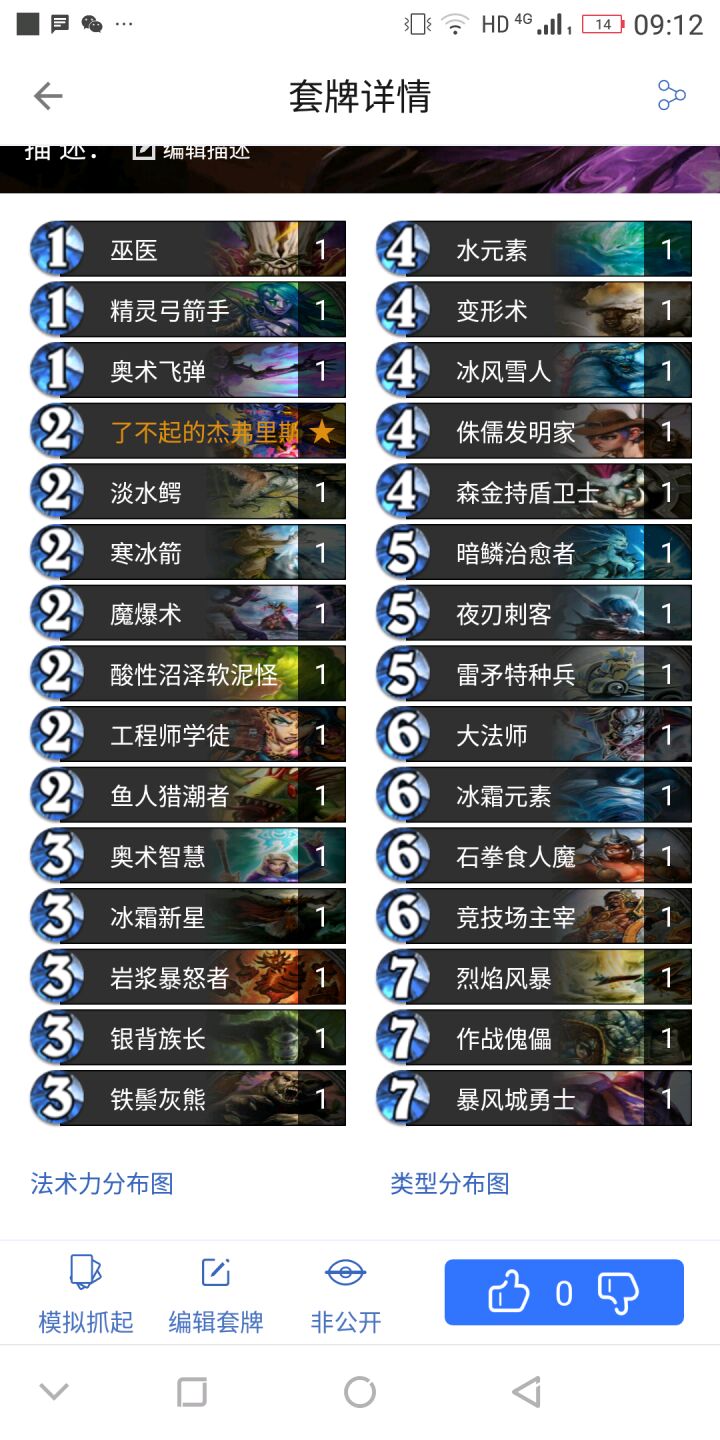 HD 4G 1 14 09:12
套牌详情
描 述： 编辑描述
1 巫医 1
1 精灵弓箭手 1
1 奥术飞弹 1
2 了不起的杰弗里斯 ★
2 淡水鳄 1
2 寒冰箭 1
2 魔爆术 1
2 酸性沼泽软泥怪 1
2 工程师学徒 1
2 鱼人猎潮者 1
3 奥术智慧 1
3 冰霜新星 1
3 岩浆暴怒者 1
3 银背族长 1
3 铁鬃灰熊 1
4 水元素 1
4 变形术 1
4 冰风雪人 1
4 侏儒发明家 1
4 森金持盾卫士 1
5 暗鳞治愈者 1
5 夜刃刺客 1
5 雷矛特种兵 1
6 大法师 1
6 冰霜元素 1
6 石拳食人魔 1
6 竞技场主宰 1
7 烈焰风暴 1
7 作战傀儡 1
7 暴风城勇士 1
法术力分布图
类型分布图
模拟抓起 编辑套牌 非公开 0